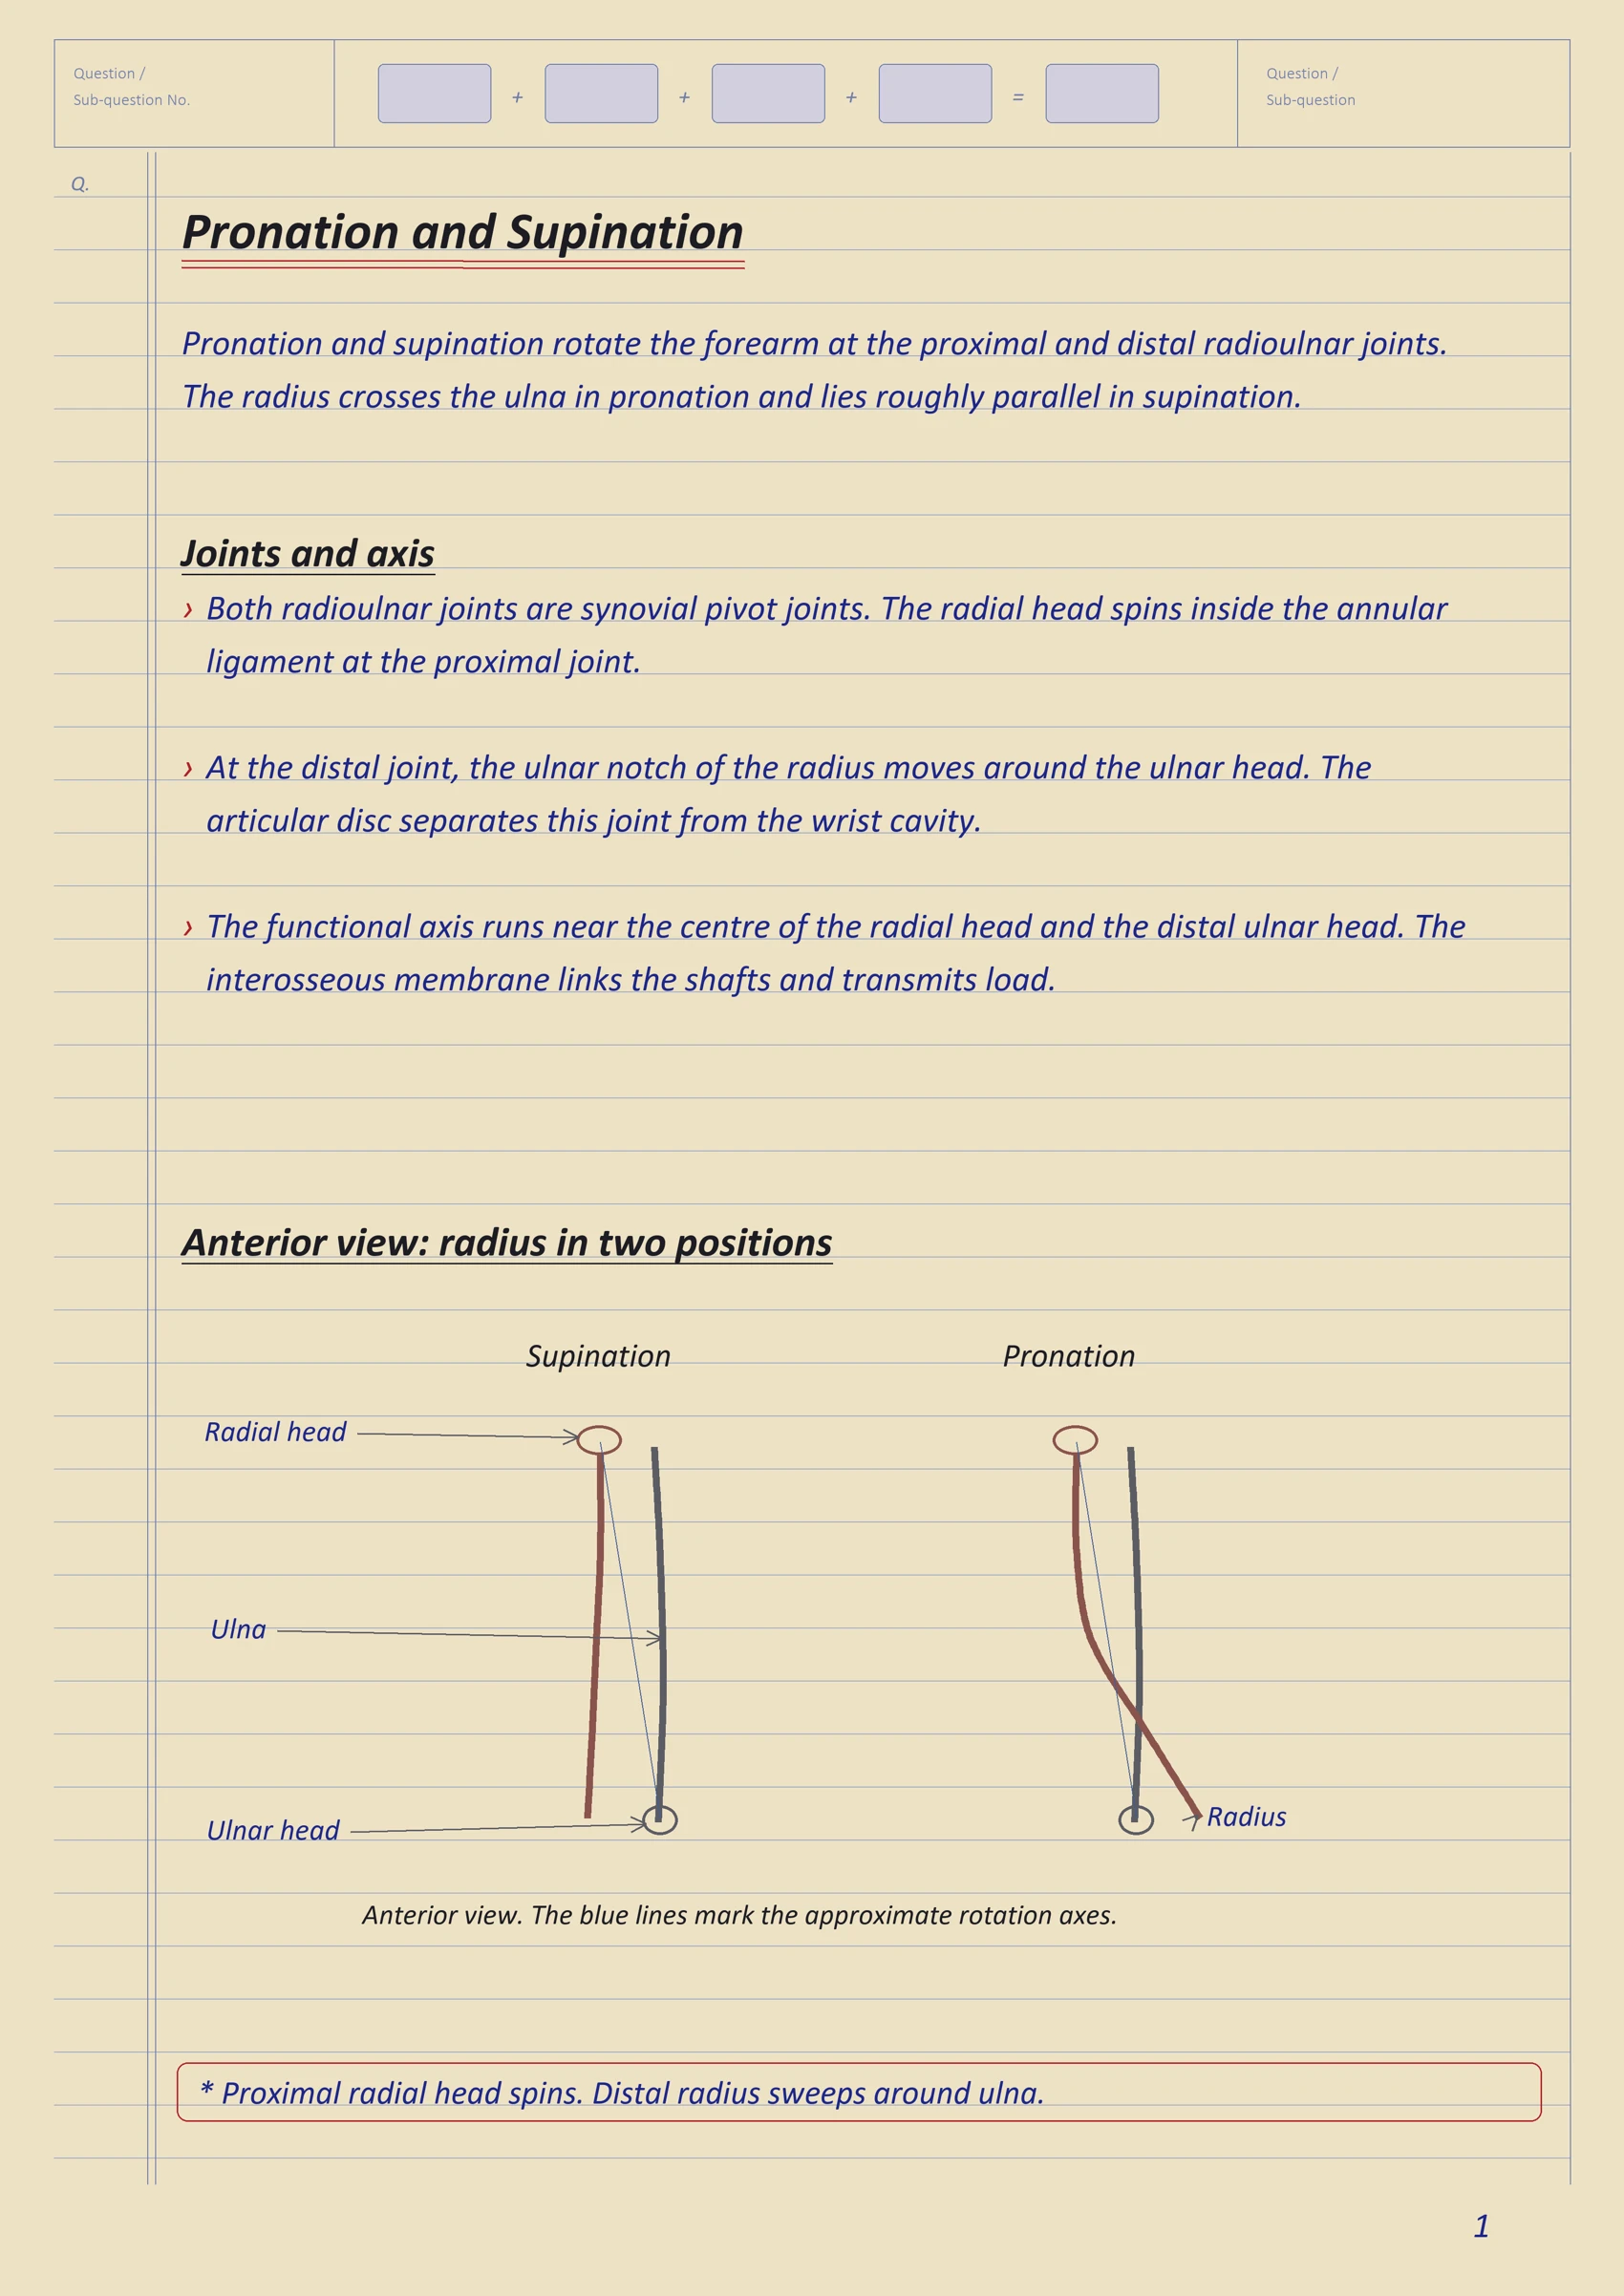 Question /
Sub-question No.
+ + + =
Question /
Sub-question
Q.
Pronation and Supination
Pronation and supination rotate the forearm at the proximal and distal radioulnar joints.
The radius crosses the ulna in pronation and lies roughly parallel in supination.
Joints and axis
› Both radioulnar joints are synovial pivot joints. The radial head spins inside the annular
ligament at the proximal joint.
› At the distal joint, the ulnar notch of the radius moves around the ulnar head. The
articular disc separates this joint from the wrist cavity.
› The functional axis runs near the centre of the radial head and the distal ulnar head. The
interosseous membrane links the shafts and transmits load.
Anterior view: radius in two positions
Supination
Pronation
Radial head
Ulna
Ulnar head
Radius
Anterior view. The blue lines mark the approximate rotation axes.
* Proximal radial head spins. Distal radius sweeps around ulna.
1